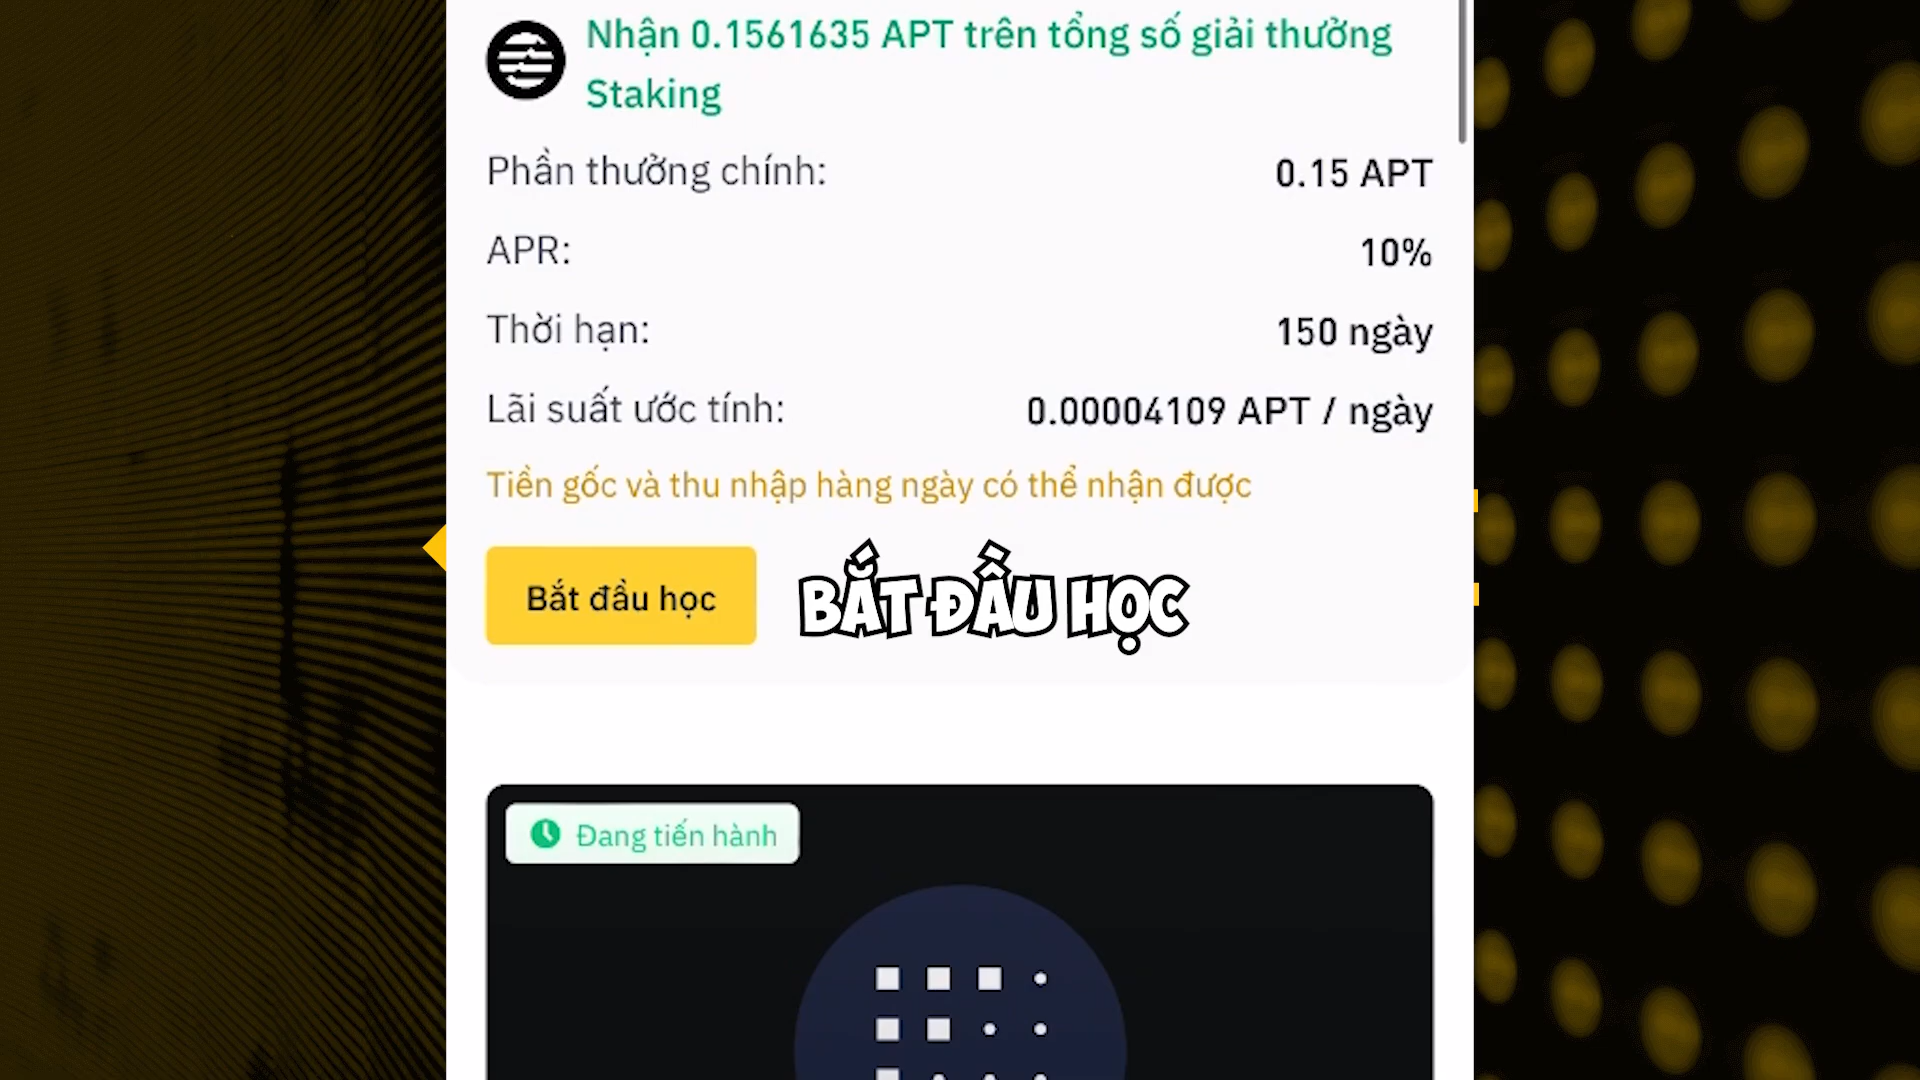 Nhận 0.1561635 APT trên tổng số giải thưởng
Staking
Phần thưởng chính: 0.15 APT
APR: 10%
Thời hạn: 150 ngày
Lãi suất ước tính: 0.00004109 APT / ngày
Tiền gốc và thu nhập hàng ngày có thể nhận được
Bắt đầu học
BẮT ĐẦU HỌC
Đang tiến hành